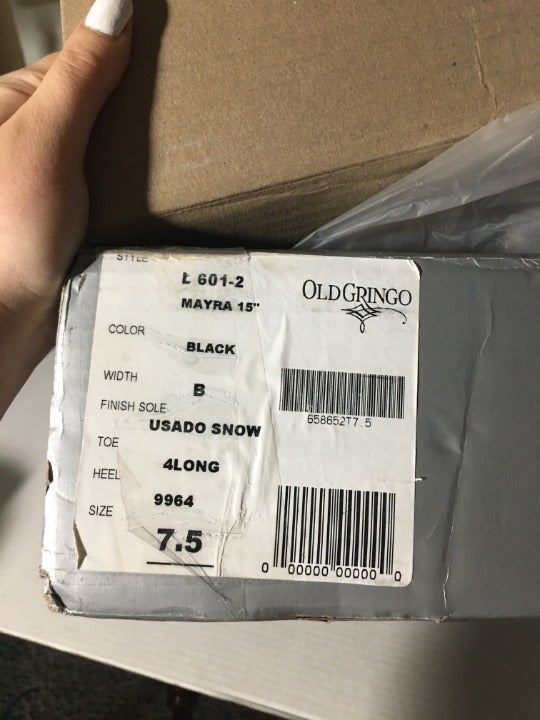 STYLE
L 601-2
MAYRA 15"
OLD GRINGO
COLOR
BLACK
WIDTH
B
FINISH SOLE
USADO SNOW
TOE
4LONG
HEEL
9964
SIZE
7.5
658652T7.5
0 00000 00000 0